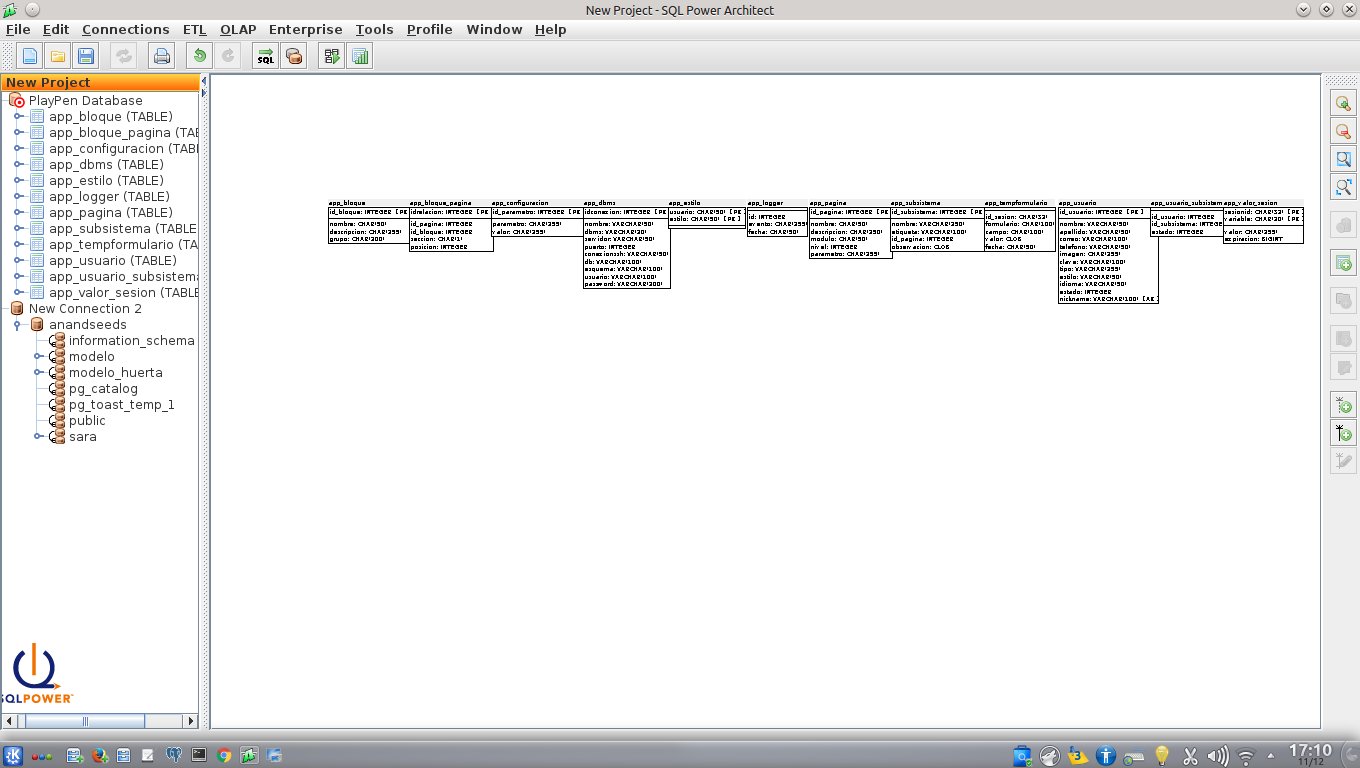 New Project - SQL Power Architect
File Edit Connections ETL OLAP Enterprise Tools Profile Window Help
SQL
New Project
PlayPen Database
app_bloque (TABLE)
app_bloque_pagina (TAB
app_configuracion (TABL
app_dbms (TABLE)
app_estilo (TABLE)
app_logger (TABLE)
app_pagina (TABLE)
app_subsistema (TABLE)
app_tempformulario (TA
app_usuario (TABLE)
app_usuario_subsistema
app_valor_sesion (TABLE
New Connection 2
anandseeds
information_schema
modelo
modelo_huerta
pg_catalog
pg_toast_temp_1
public
sara
SQLPOWER
app_bloque
id_bloque: INTEGER [PK
nombre: CHAR(50)
descripcion: CHAR(255)
grupo: CHAR(200)
app_bloque_pagina
idrelacion: INTEGER [PK
id_pagina: INTEGER
id_bloque: INTEGER
seccion: CHAR(1)
posicion: INTEGER
app_configuracion
id_parametro: INTEGER [PK
parametro: CHAR(255)
valor: CHAR(255)
app_dbms
idconexion: INTEGER [PK
nombre: VARCHAR(50)
dbms: VARCHAR(20)
servidor: VARCHAR(50)
puerto: INTEGER
conexionssh: VARCHAR(50)
db: VARCHAR(100)
esquema: VARCHAR(100)
usuario: VARCHAR(100)
password: VARCHAR(200)
app_estilo
usuario: CHAR(50) [PK
estilo: CHAR(50) [PK ]
app_logger
id: INTEGER
evento: CHAR(255)
fecha: CHAR(50)
app_pagina
id_pagina: INTEGER [PK
nombre: CHAR(50)
descripcion: CHAR(250)
modulo: CHAR(50)
nivel: INTEGER
parametro: CHAR(255)
app_subsistema
id_subsistema: INTEGER [PK
nombre: VARCHAR(50)
etiqueta: VARCHAR(100)
id_pagina: INTEGER
observacion: CLOB
app_tempformulario
id_sesion: CHAR(32)
formulario: CHAR(100)
campo: CHAR(100)
valor: CLOB
fecha: CHAR(50)
app_usuario
id_usuario: INTEGER [PK ]
nombre: VARCHAR(50)
apellido: VARCHAR(50)
correo: VARCHAR(100)
telefono: VARCHAR(50)
imagen: CHAR(255)
clave: VARCHAR(100)
tipo: VARCHAR(255)
estilo: VARCHAR(50)
idioma: VARCHAR(50)
estado: INTEGER
nickname: VARCHAR(100) [AK ]
app_usuario_subsistem
id_usuario: INTEGER
id_subsistema: INTEGER
estado: INTEGER
app_valor_sesion
sesionid: CHAR(32) [PK ]
variable: CHAR(20) [PK ]
valor: CHAR(255)
expiracion: BIGINT
3
17:10
11/12